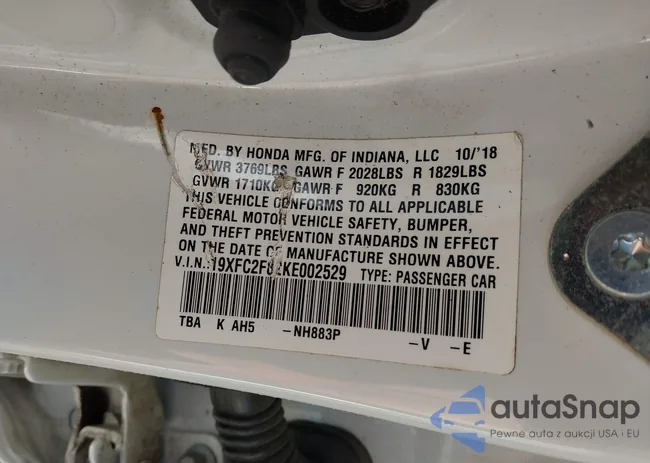 MFD. BY HONDA MFG. OF INDIANA, LLC 10/'18
GVWR 3769LBS GAWR F 2028LBS R 1829LBS
GVWR 1710KG GAWR F 920KG R 830KG
THIS VEHICLE CONFORMS TO ALL APPLICABLE
FEDERAL MOTOR VEHICLE SAFETY, BUMPER,
AND THEFT PREVENTION STANDARDS IN EFFECT
ON THE DATE OF MANUFACTURE SHOWN ABOVE.
V.I.N.: 19XFC2F82KE002529 TYPE: PASSENGER CAR
TBA K AH5 -NH883P -V -E
autaSnap
Pewne auta z aukcji USA i EU